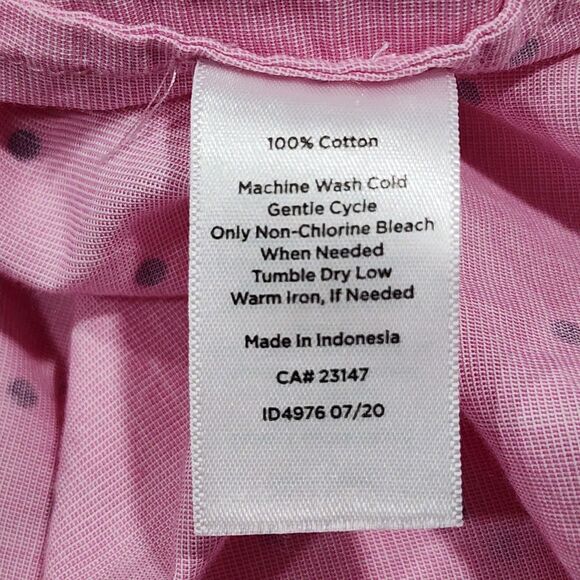 100% Cotton
Machine Wash Cold
Gentle Cycle
Only Non-Chlorine Bleach
When Needed
Tumble Dry Low
Warm Iron, If Needed
Made In Indonesia
CA# 23147
ID4976 07/20